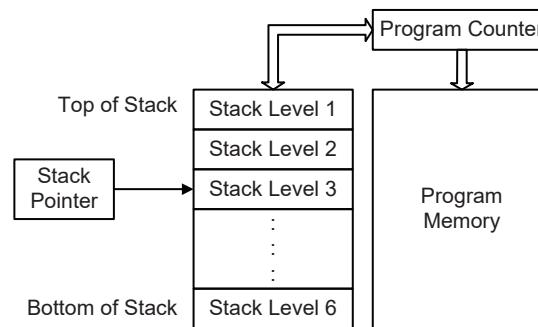 Program Counter
Top of Stack
Stack Level 1
Stack Level 2
Stack
Pointer
Stack Level 3
Program
Memory
Bottom of Stack
Stack Level 6